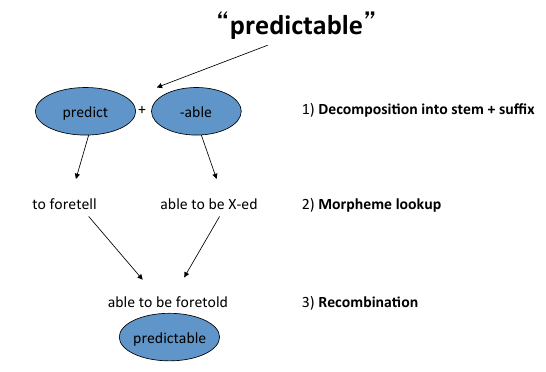 “predictable”
predict + -able
1) Decomposition into stem + suffix
to foretell
able to be X-ed
2) Morpheme lookup
able to be foretold
3) Recombination
predictable